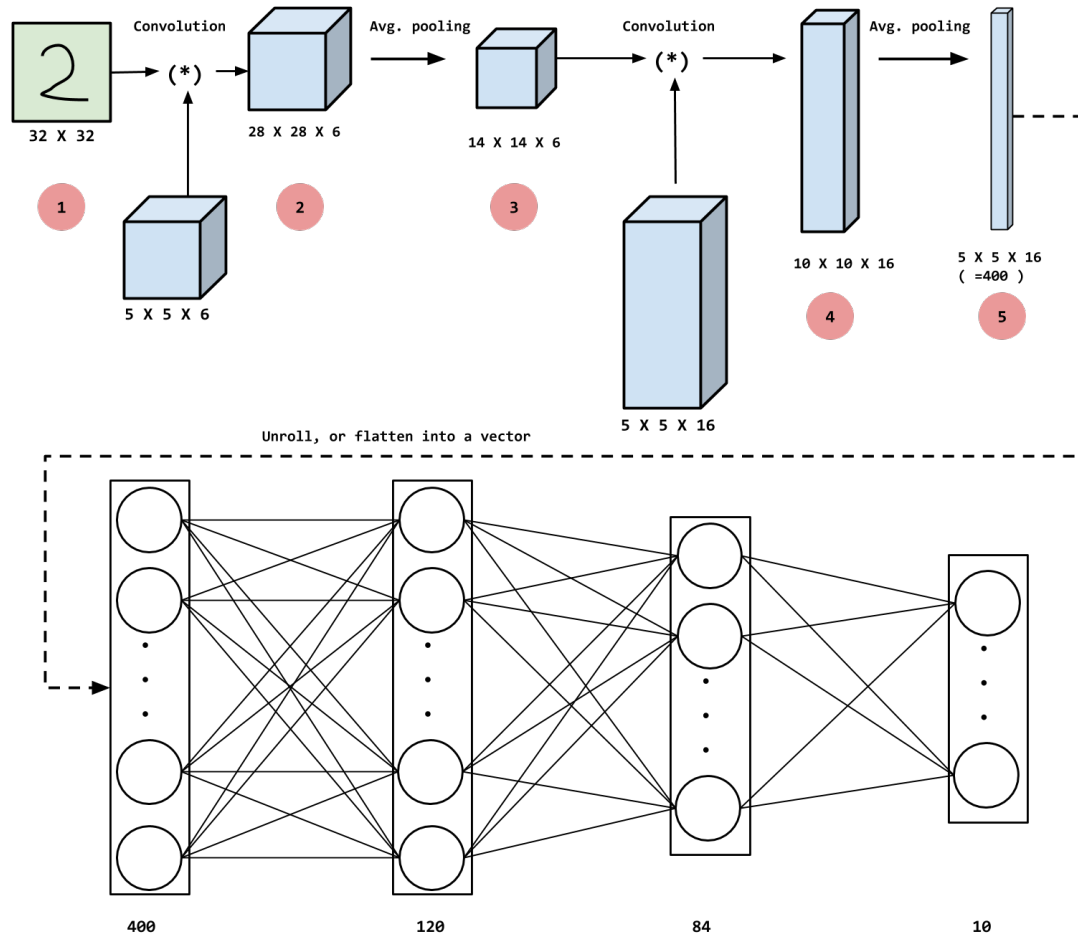 Convolution
Avg. pooling
Convolution
Avg. pooling
2
(*)
(*)
32 X 32
28 X 28 X 6
14 X 14 X 6
10 X 10 X 16
5 X 5 X 16
( =400 )
1
2
3
4
5
5 X 5 X 6
5 X 5 X 16
Unroll, or flatten into a vector
400
120
84
10